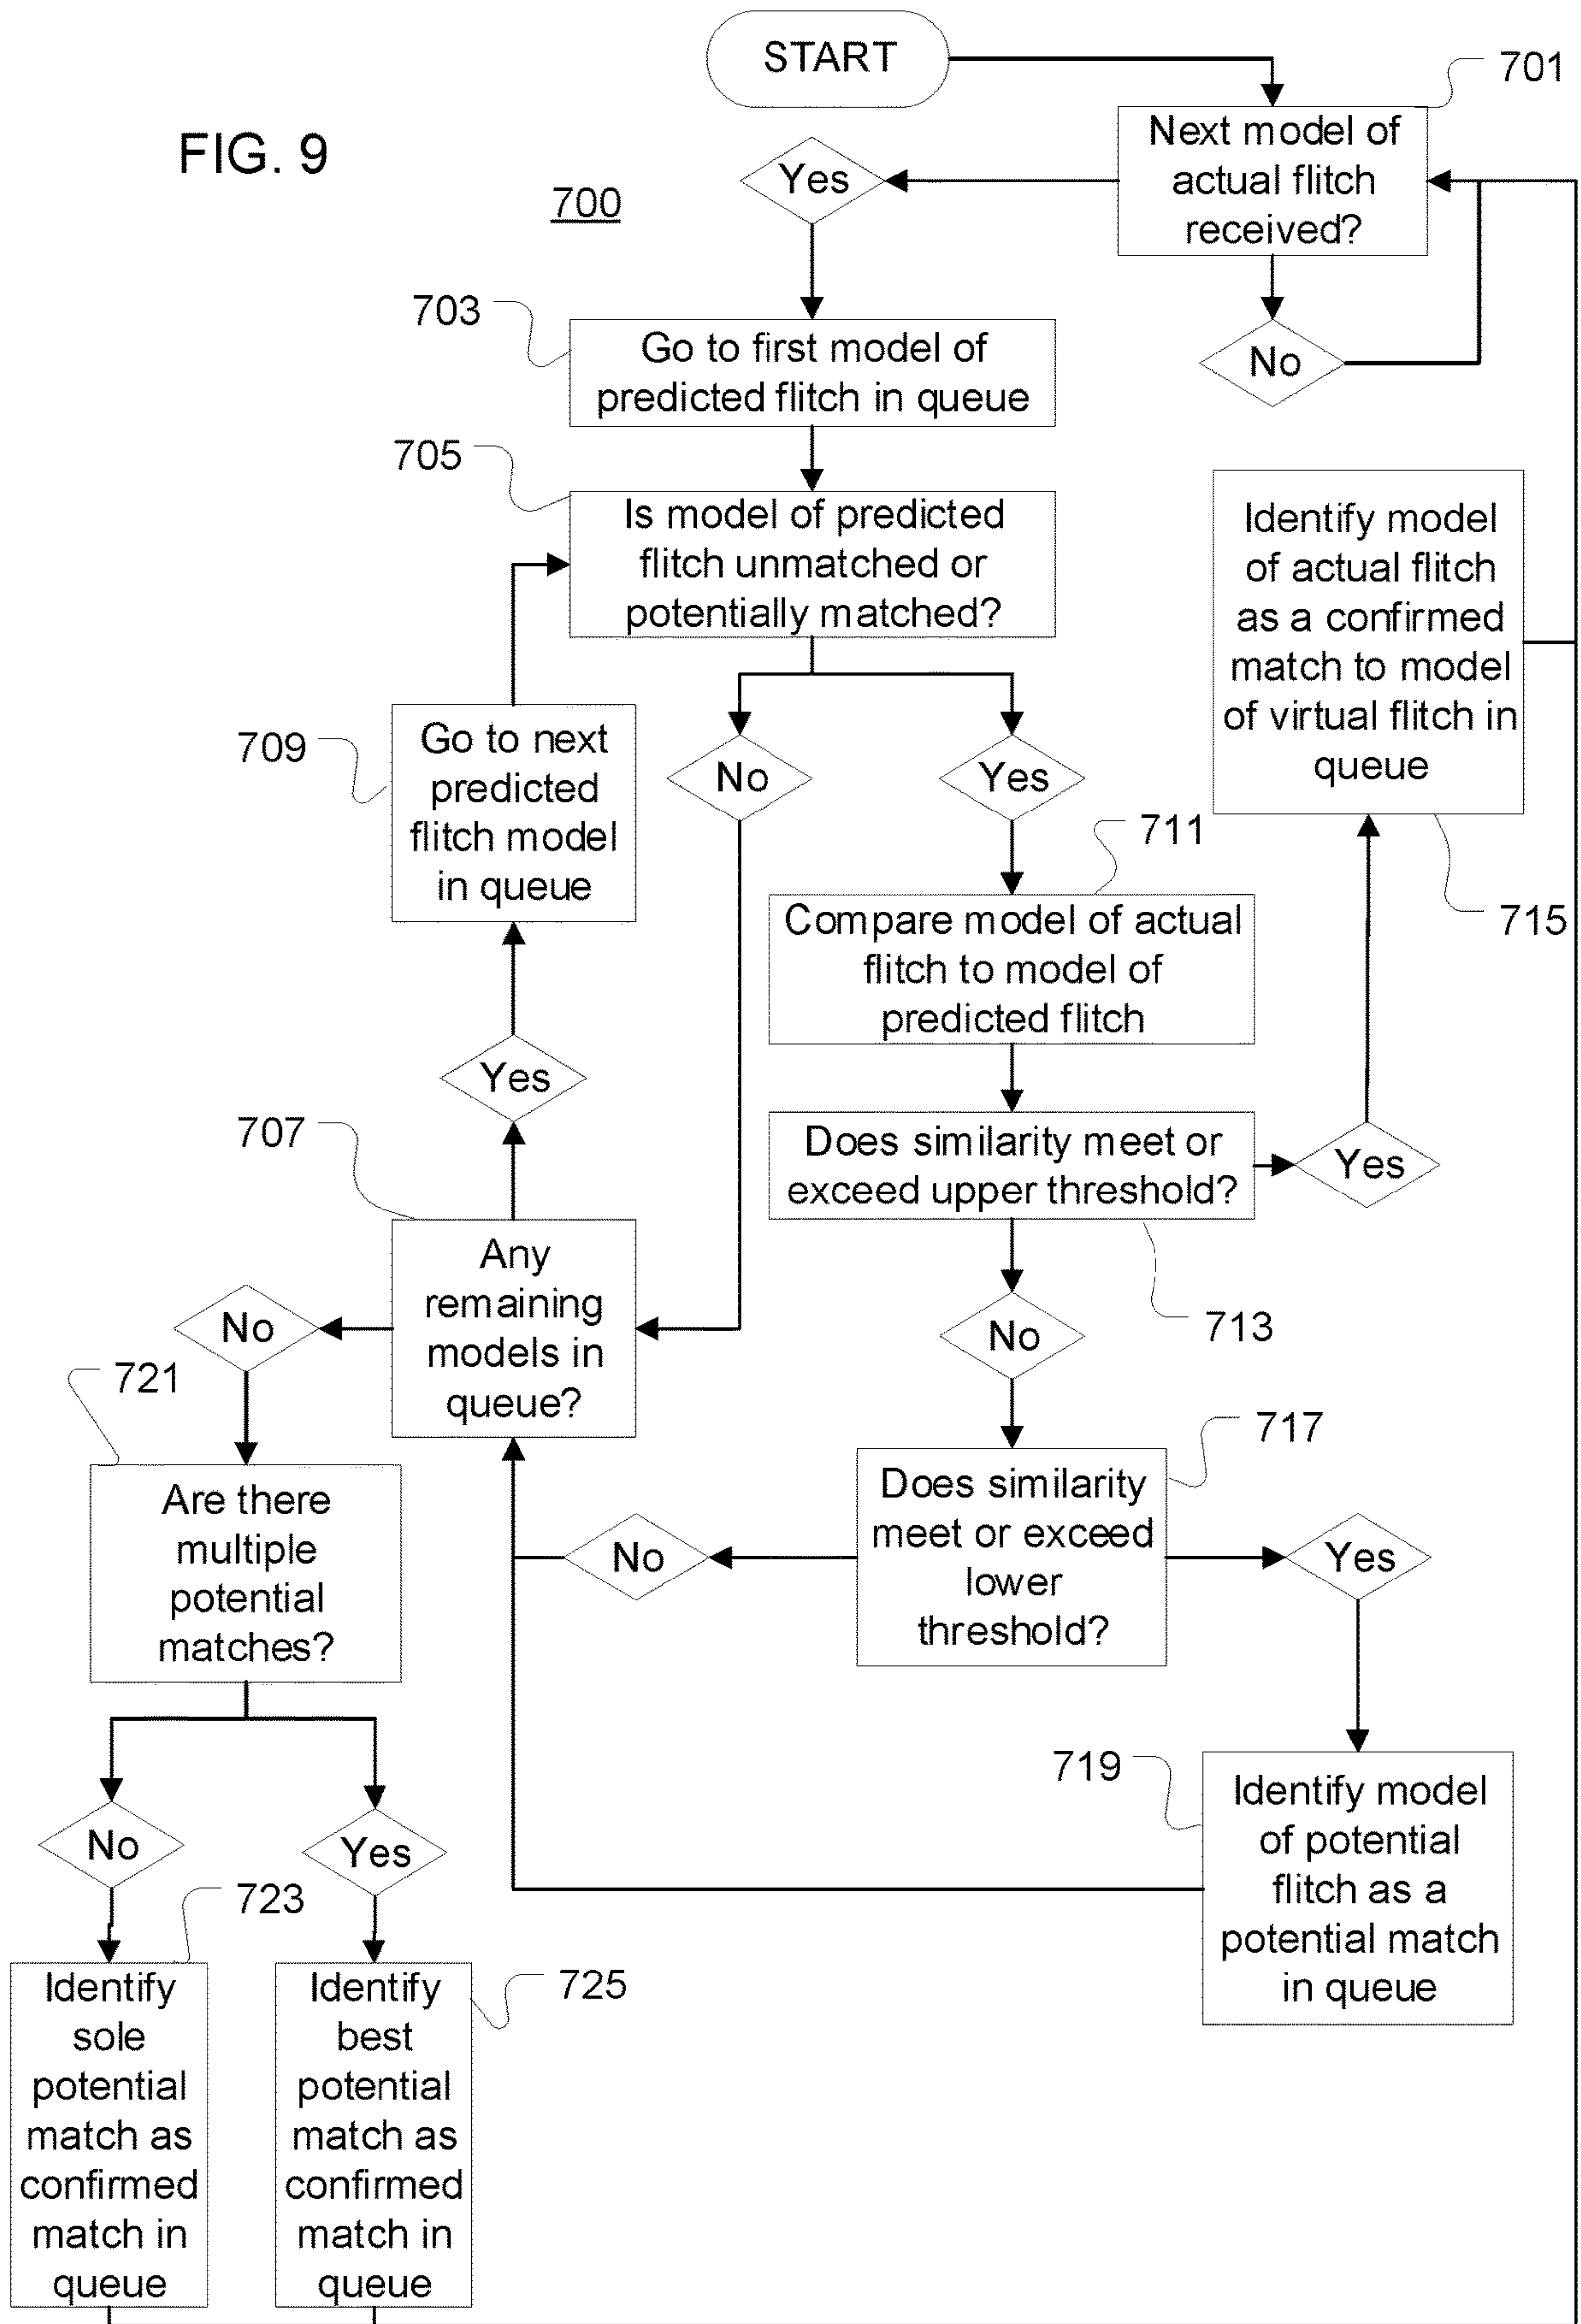 START
701
FIG. 9
Next model of
actual flitch
received?
Yes
700
No
703
Go to first model of
predicted flitch in queue
705
Is model of predicted
flitch unmatched or
potentially matched?
Identify model
of actual flitch
as a confirmed
match to model
of virtual flitch in
queue
709
Go to next
predicted
flitch model
in queue
No
Yes
711
715
Compare model of actual
flitch to model of
predicted flitch
Yes
707
Does similarity meet or
exceed upper threshold?
Yes
Any
remaining
models in
queue?
No
No
713
721
717
Are there
multiple
potential
matches?
Does similarity
meet or exceed
lower
threshold?
No
Yes
719
Identify model
of potential
flitch as a
potential match
in queue
No
Yes
723
725
Identify
sole
potential
match as
confirmed
match in
queue
Identify
best
potential
match as
confirmed
match in
queue